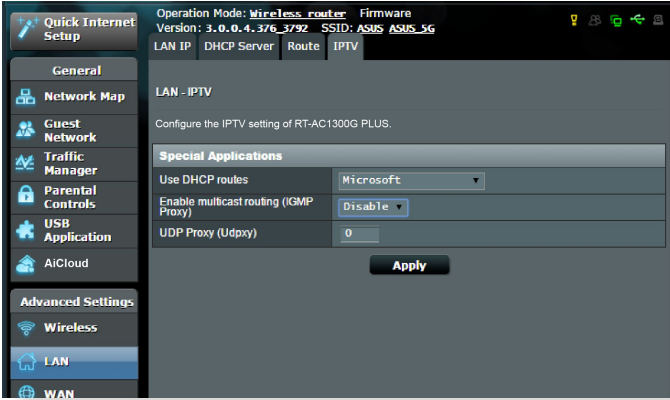 Quick Internet
Setup
Operation Mode: Wireless router Firmware
Version: 3.0.0.4.376_3792 SSID: ASUS ASUS_5G
LAN IP DHCP Server Route IPTV
General
Network Map
Guest
Network
Traffic
Manager
Parental
Controls
USB
Application
AiCloud
Advanced Settings
Wireless
LAN
WAN
LAN - IPTV
Configure the IPTV setting of RT-AC1300G PLUS.
Special Applications
Use DHCP routes Microsoft
Enable multicast routing (IGMP
Proxy) Disable
UDP Proxy (Udpxy) 0
Apply